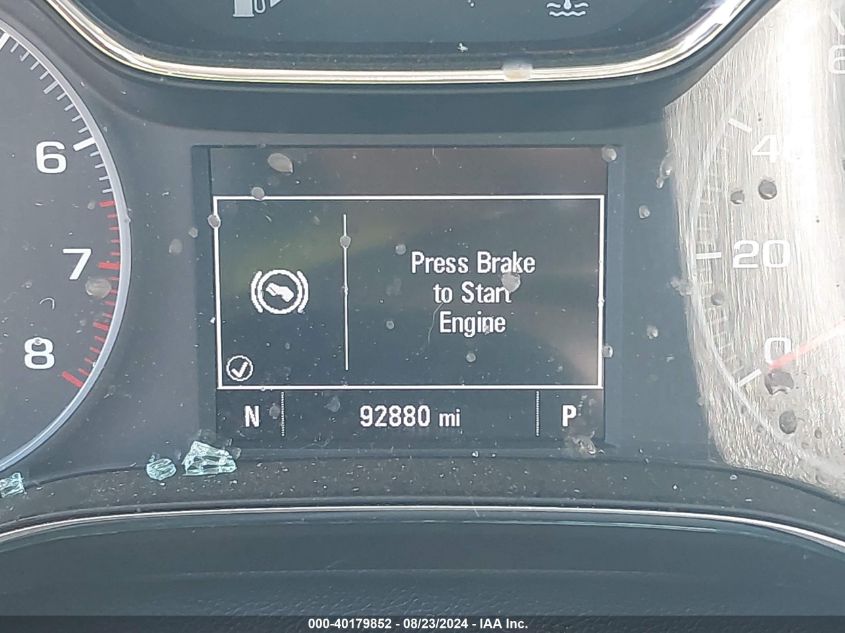 6
7
8
Press Brake
to Start
Engine
N 92880 mi P
20
0
000-40179852 - 08/23/2024 - IAA Inc.